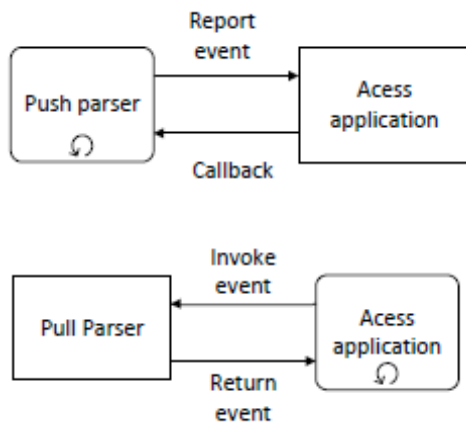 Report
event
Push parser
Acess
application
Callback
Invoke
event
Pull Parser
Acess
application
Return
event